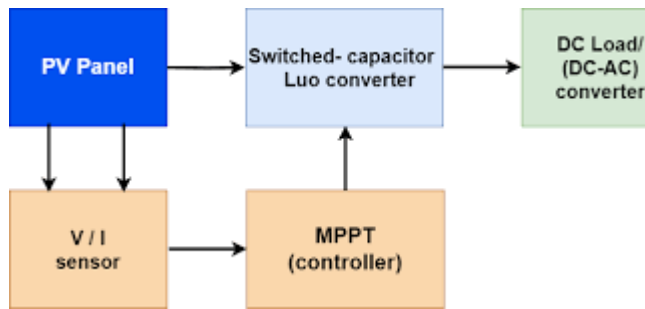 PV Panel
Switched- capacitor
Luo converter
DC Load/
(DC-AC)
converter
V / I
sensor
MPPT
(controller)